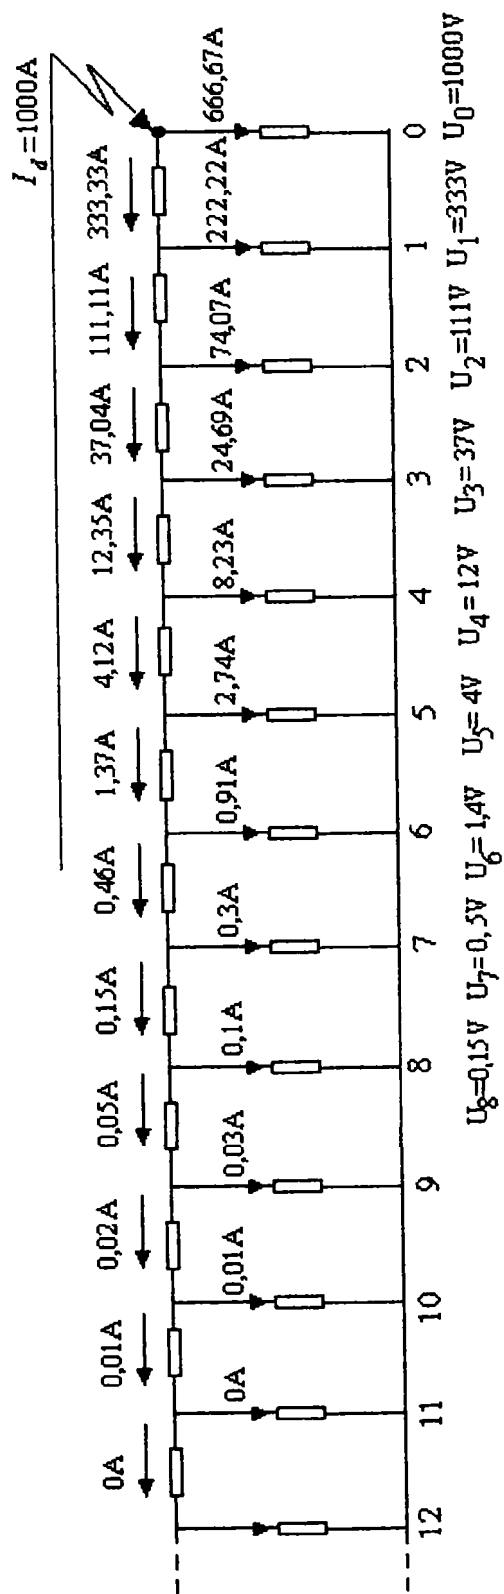 I_d=1000A
0A 0,01A 0,02A 0,05A 0,15A 0,46A 1,37A 4,12A 12,35A 37,04A 111,11A 333,33A
0A 0,01A 0,03A 0,1A 0,3A 0,91A 2,74A 8,23A 24,69A 74,07A 222,22A 666,67A
12 11 10 9 8 7 6 5 4 3 2 1 0
U_8=0,15V U_7=0,5V U_6=1,4V U_5=4V U_4=12V U_3=37V U_2=111V U_1=333V U_0=1000V